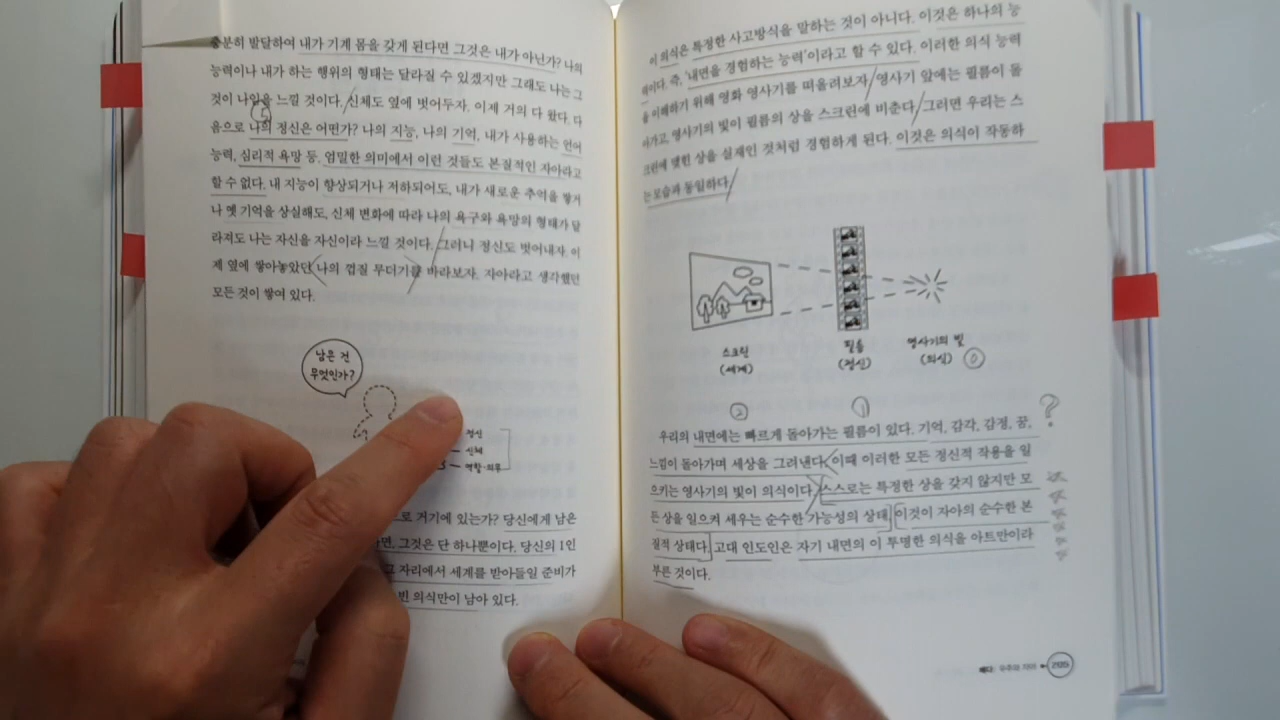 충분히 발달하여 내가 기계 몸을 갖게 된다면 그것은 내가 아닌가? 나의
능력이나 내가 하는 행위의 형태는 달라질 수 있겠지만 그래도 나는 그
것이 나임을 느낄 것이다. 신체도 옆에 벗어두자. 이제 거의 다 왔다. 다
음으로 나의 정신은 어떤가? 나의 지능, 나의 기억, 내가 사용하는 언어
능력, 심리적 욕망 등. 엄밀한 의미에서 이런 것들도 본질적인 자아라고
할 수 없다. 내 지능이 향상되거나 저하되어도, 내가 새로운 추억을 쌓거
나 옛 기억을 상실해도, 신체 변화에 따라 나의 욕구와 욕망의 형태가 달
라져도 나는 자신을 자신이라 느낄 것이다. 그러니 정신도 벗어내자. 이
제 옆에 쌓아놓았던 나의 껍질 무더기를 바라보자. 자아라고 생각했던
모든 것이 쌓여 있다.
남은 건
무엇인가?
정신
신체
역할·의무
로 거기에 있는가? 당신에게 남은
면, 그것은 단 하나뿐이다. 당신의 1인
그 자리에서 세계를 받아들일 준비가
빈 의식만이 남아 있다.
이 의식은 특정한 사고방식을 말하는 것이 아니다. 이것은 하나의 능
력이다. 즉, '내면을 경험하는 능력'이라고 할 수 있다. 이러한 의식 능력
을 이해하기 위해 영화 영사기를 떠올려보자. 영사기 앞에는 필름이 돌
아가고, 영사기의 빛이 필름의 상을 스크린에 비춘다. 그러면 우리는 스
크린에 맺힌 상을 실재인 것처럼 경험하게 된다. 이것은 의식이 작동하
는 모습과 동일하다.
스크린 필름 영사기의 빛
(세계) (정신) (의식) ⓪
② ① ?
우리의 내면에는 빠르게 돌아가는 필름이 있다. 기억, 감각, 감정, 꿈,
느낌이 돌아가며 세상을 그려낸다. 이때 이러한 모든 정신적 작용을 일
으키는 영사기의 빛이 의식이다. 스스로는 특정한 상을 갖지 않지만 모
든 상을 일으켜 세우는 순수한 가능성의 상태. 이것이 자아의 순수한 본
질적 상태다. 고대 인도인은 자기 내면의 이 투명한 의식을 아트만이라
부른 것이다.
베다: 우주와 자아 205